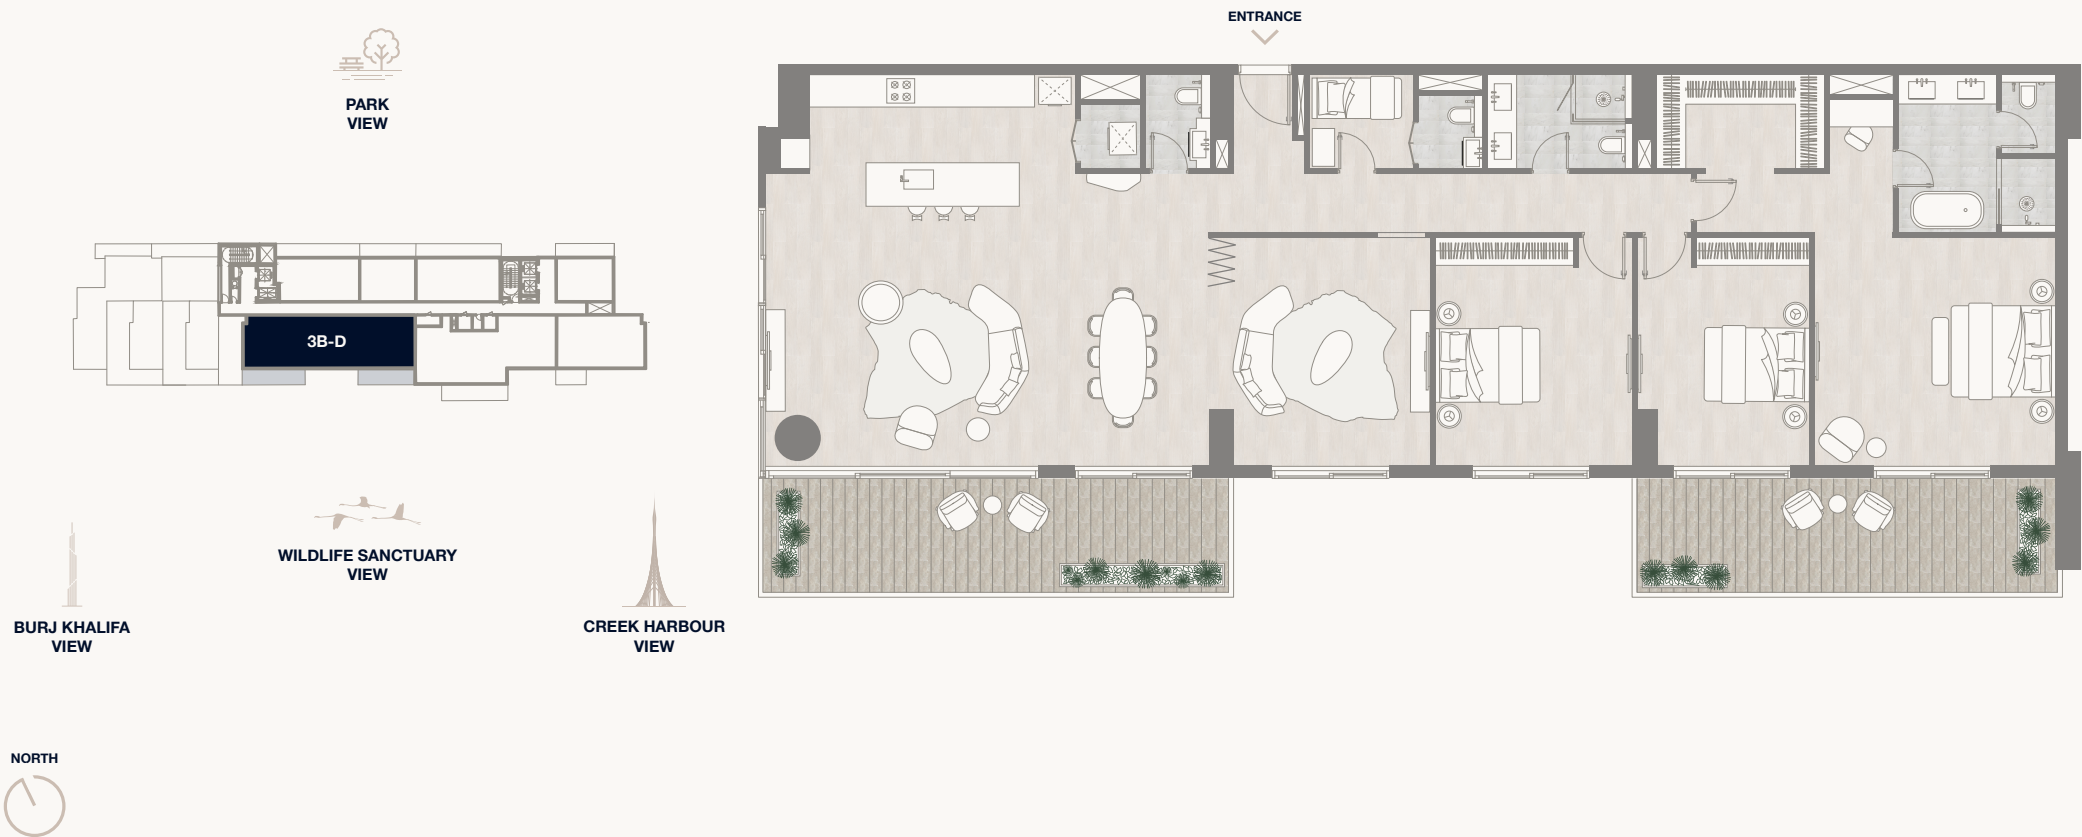 ENTRANCE
PARK
VIEW
3B-D
WILDLIFE SANCTUARY
VIEW
BURJ KHALIFA
VIEW
CREEK HARBOUR
VIEW
NORTH